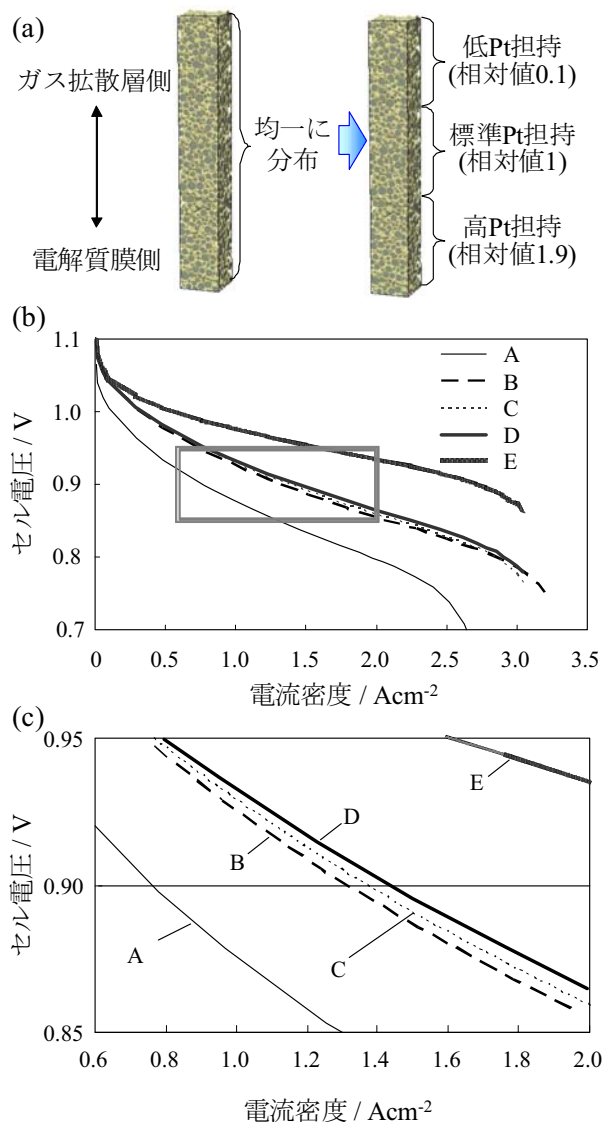 (a)
ガス拡散層側
電解質膜側
均一に
分布
低Pt担持
(相対値0.1)
標準Pt担持
(相対値1)
高Pt担持
(相対値1.9)
(b)
セル電圧 / V
1.1
1.0
0.9
0.8
0.7
A
B
C
D
E
0 0.5 1.0 1.5 2.0 2.5 3.0 3.5
電流密度 / Acm-2
(c)
セル電圧 / V
0.95
0.90
0.85
E
D
B
A
C
0.6 0.8 1.0 1.2 1.4 1.6 1.8 2.0
電流密度 / Acm-2